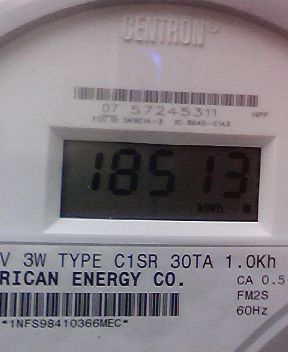 CENTRON®
07 57245311 HPP
18513
kWh
V 3W TYPE C1SR 30TA 1.0Kh
RICAN ENERGY CO.
CA 0.5
FM2S
60Hz
*1NFS98410366MEC*